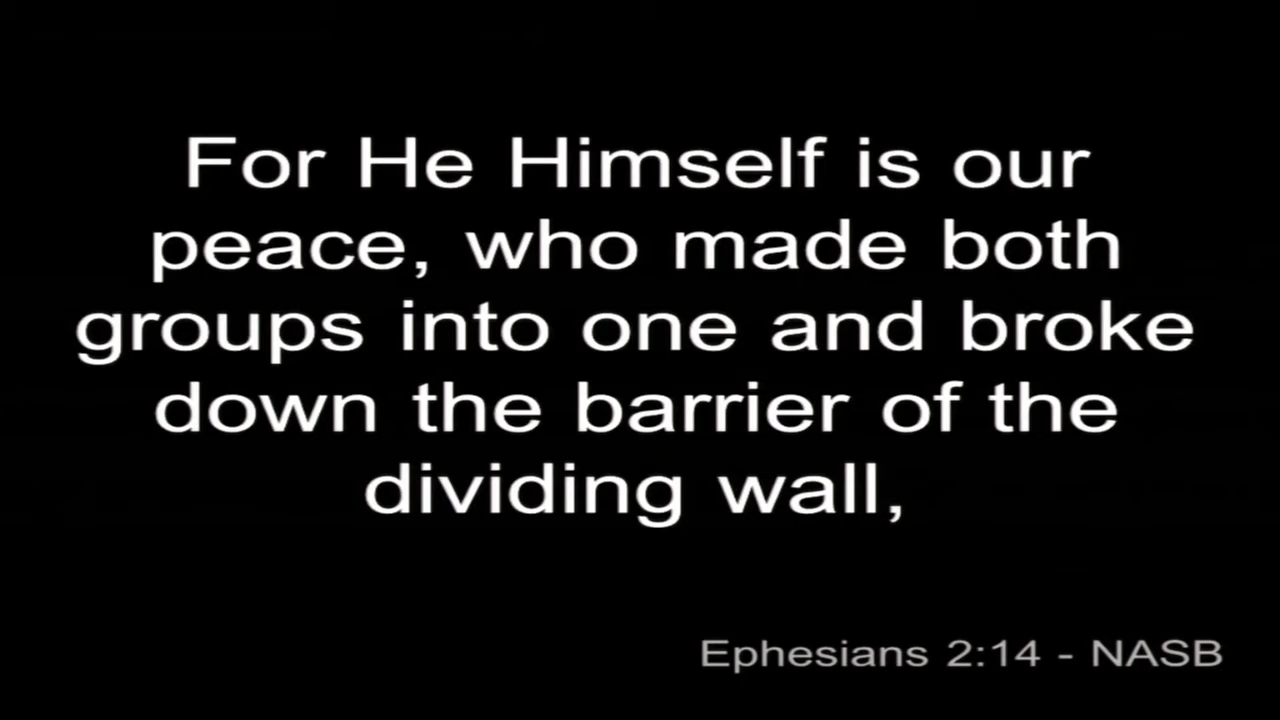 For He Himself is our
peace, who made both
groups into one and broke
down the barrier of the
dividing wall,
Ephesians 2:14 - NASB